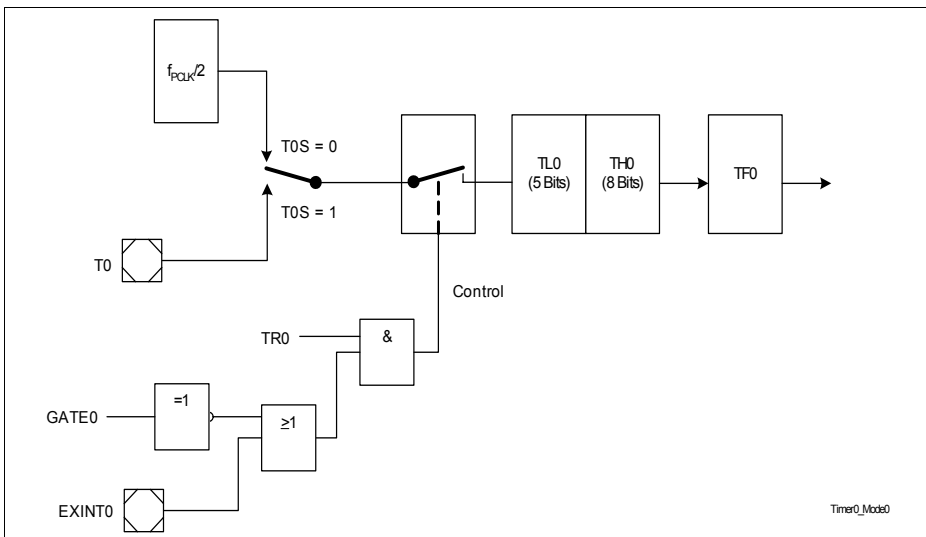 fPCLK/2
T0S = 0
TL0
(5 Bits)
TH0
(8 Bits)
TF0
T0S = 1
T0
Control
TR0
&
=1
GATE0
≥1
EXINT0
Timer0_Mode0